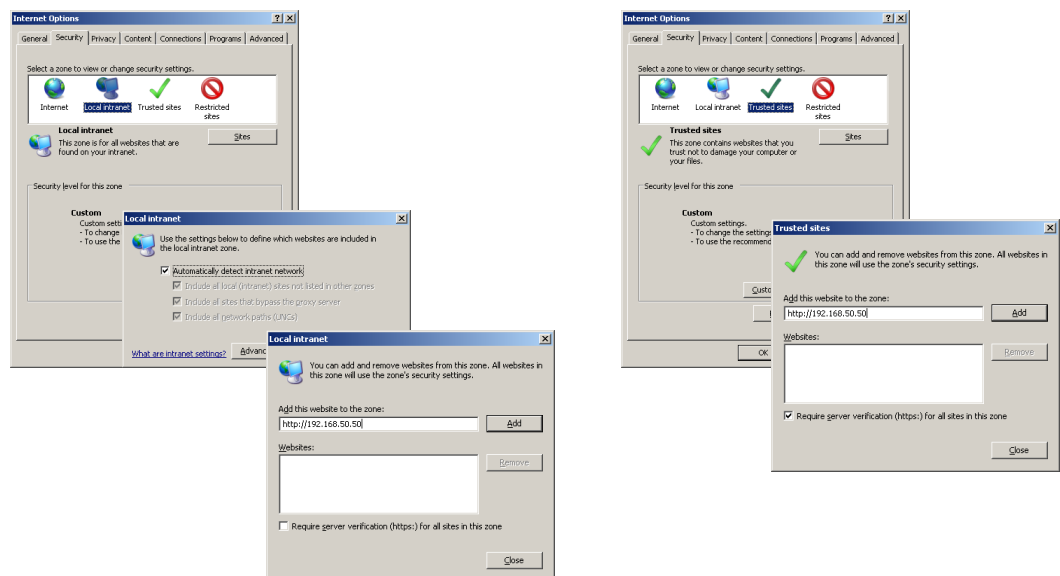 Internet Options
General Security Privacy Content Connections Programs Advanced
Select a zone to view or change security settings.
Internet Local intranet Trusted sites Restricted
sites
Local intranet
This zone is for all websites that are
found on your intranet.
Sites
Security level for this zone
Custom
Custom setti
- To change
- To use the
Local intranet
Use the settings below to define which websites are included in
the local intranet zone.
Automatically detect intranet network
Include all local (intranet) sites not listed in other zones
Include all sites that bypass the proxy server
Include all network paths (UNCs)
What are intranet settings? Advanc
Local intranet
You can add and remove websites from this zone. All websites in
this zone will use the zone's security settings.
Add this website to the zone:
http://192.168.50.50 Add
Websites:
Remove
Require server verification (https:) for all sites in this zone
Close
Internet Options
General Security Privacy Content Connections Programs Advanced
Select a zone to view or change security settings.
Internet Local intranet Trusted sites Restricted
sites
Trusted sites
This zone contains websites that you
trust not to damage your computer or
your files.
Sites
Security level for this zone
Custom
Custom settings.
- To change the settings
- To use the recommend
Custo
OK
Trusted sites
You can add and remove websites from this zone. All websites in
this zone will use the zone's security settings.
Add this website to the zone:
http://192.168.50.50 Add
Websites:
Remove
Require server verification (https:) for all sites in this zone
Close